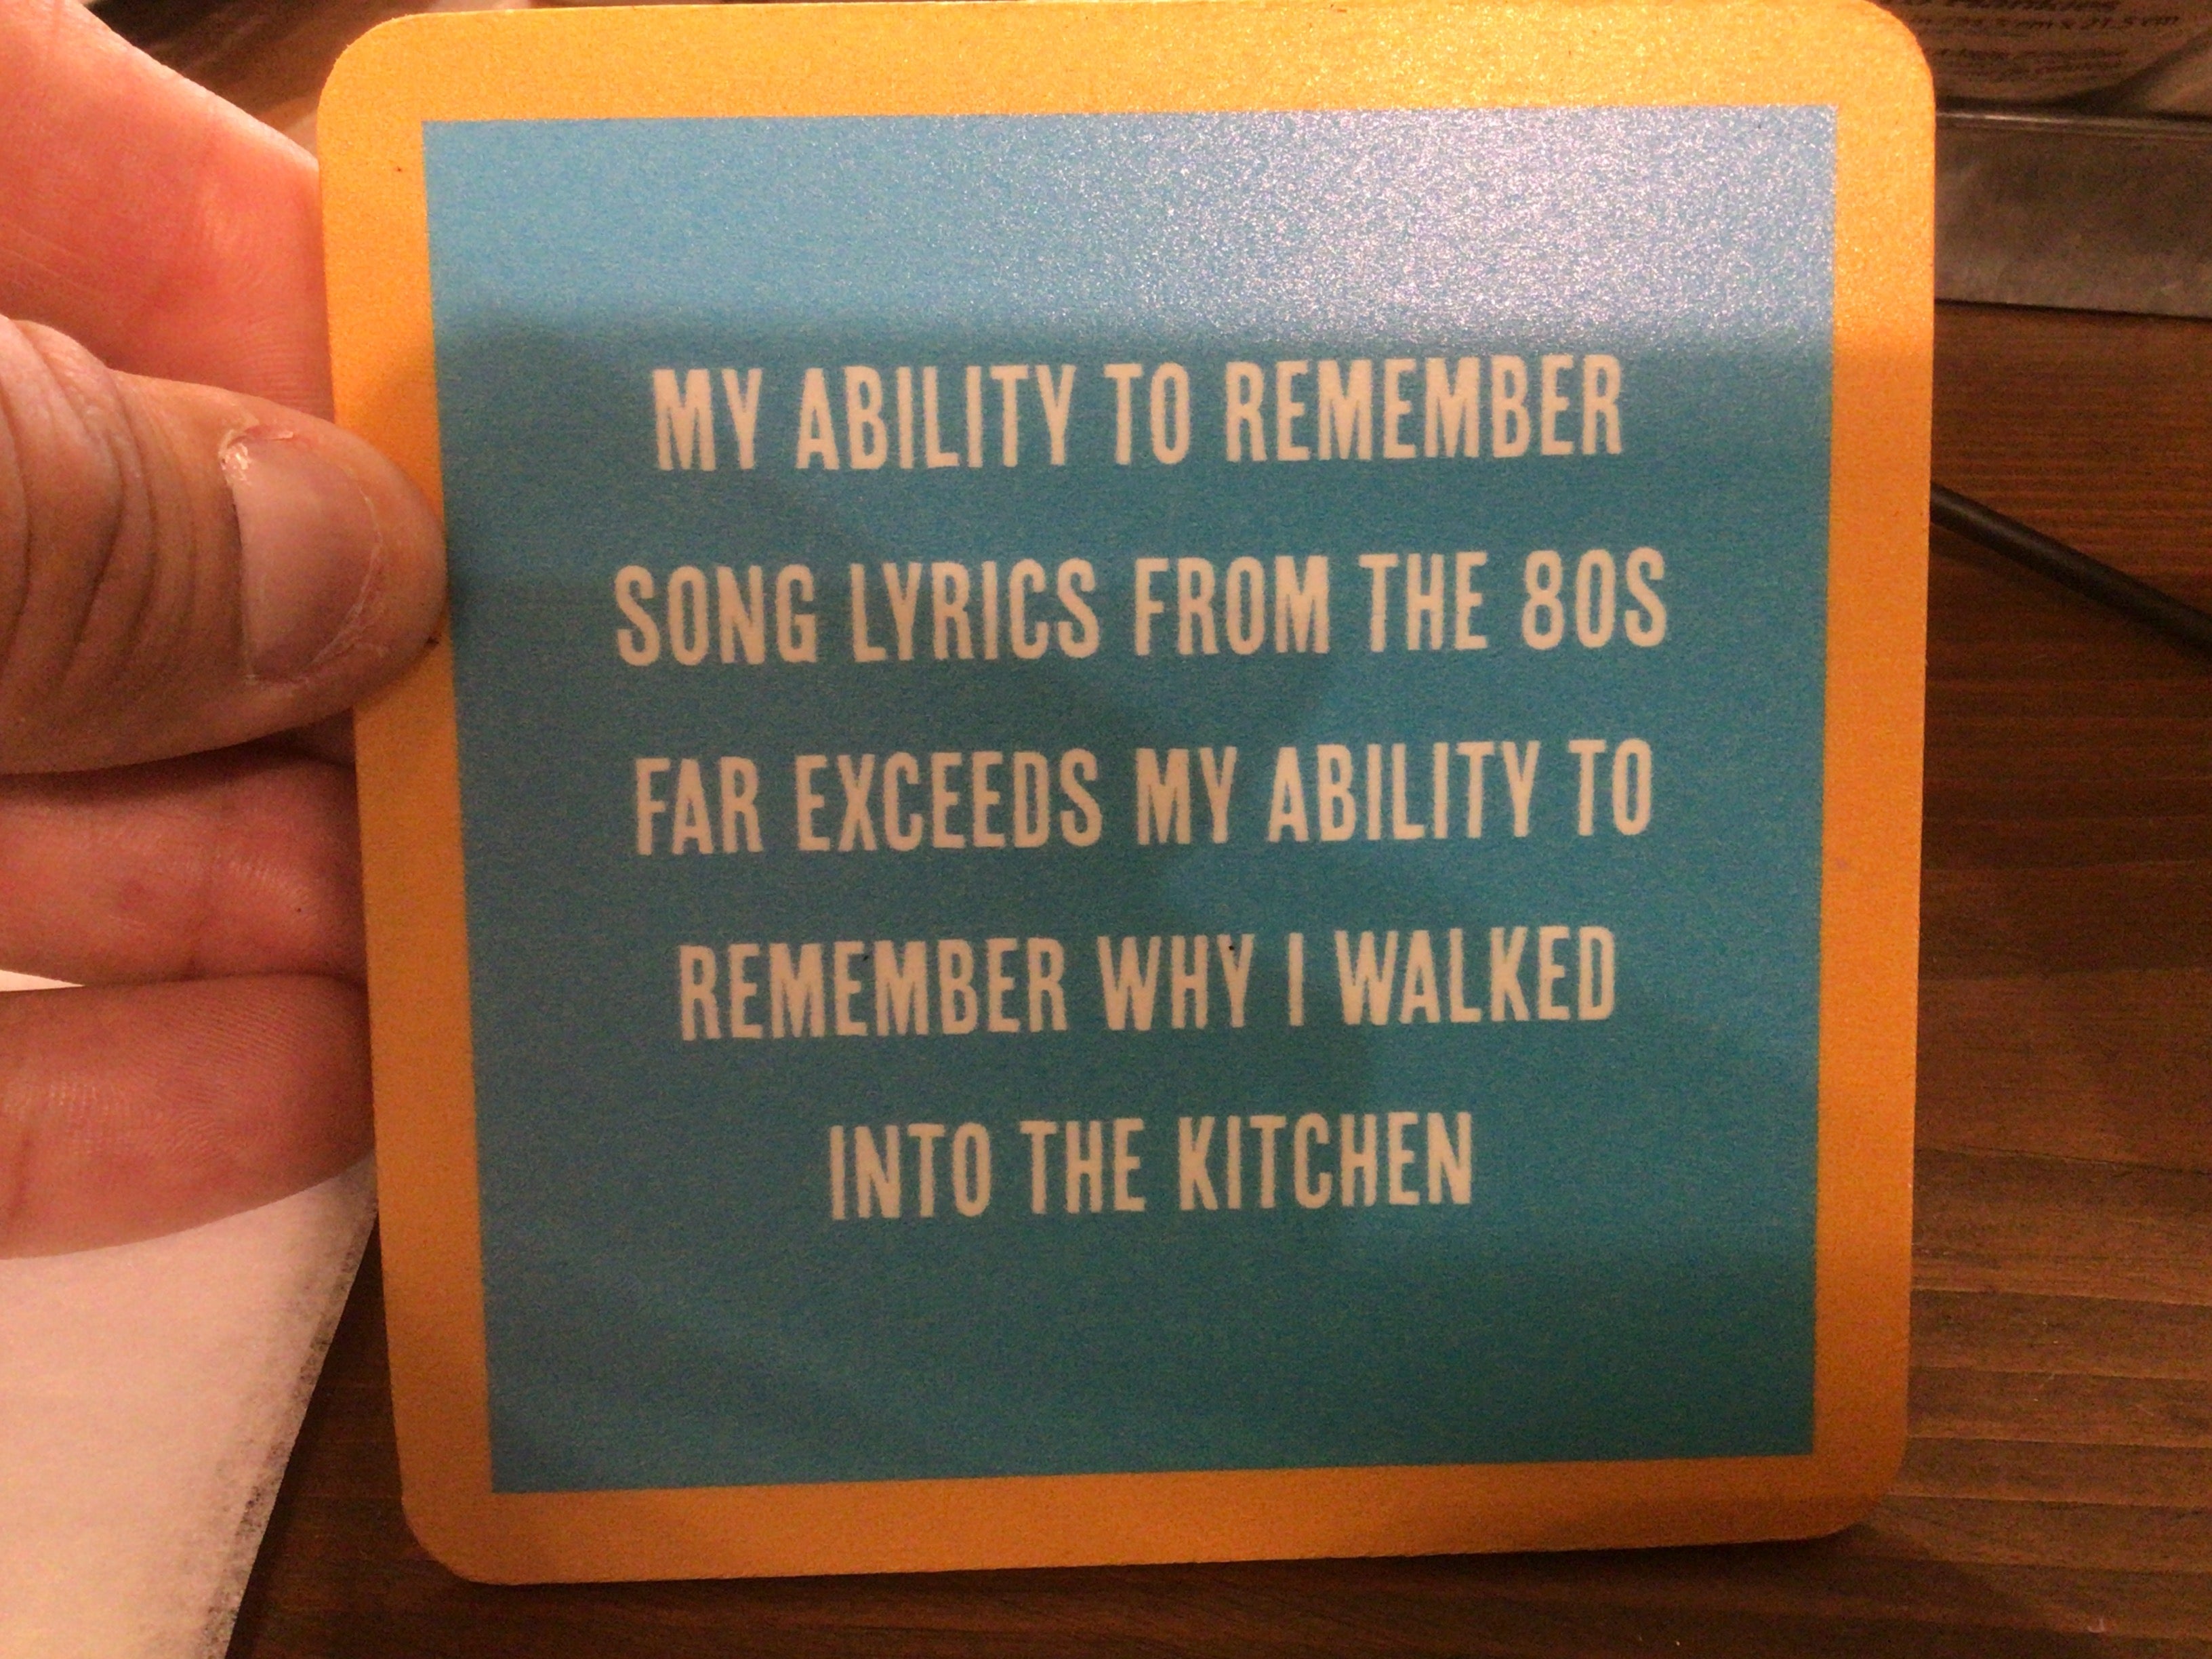 MY ABILITY TO REMEMBER
SONG LYRICS FROM THE 80S
FAR EXCEEDS MY ABILITY TO
REMEMBER WHY I WALKED
INTO THE KITCHEN